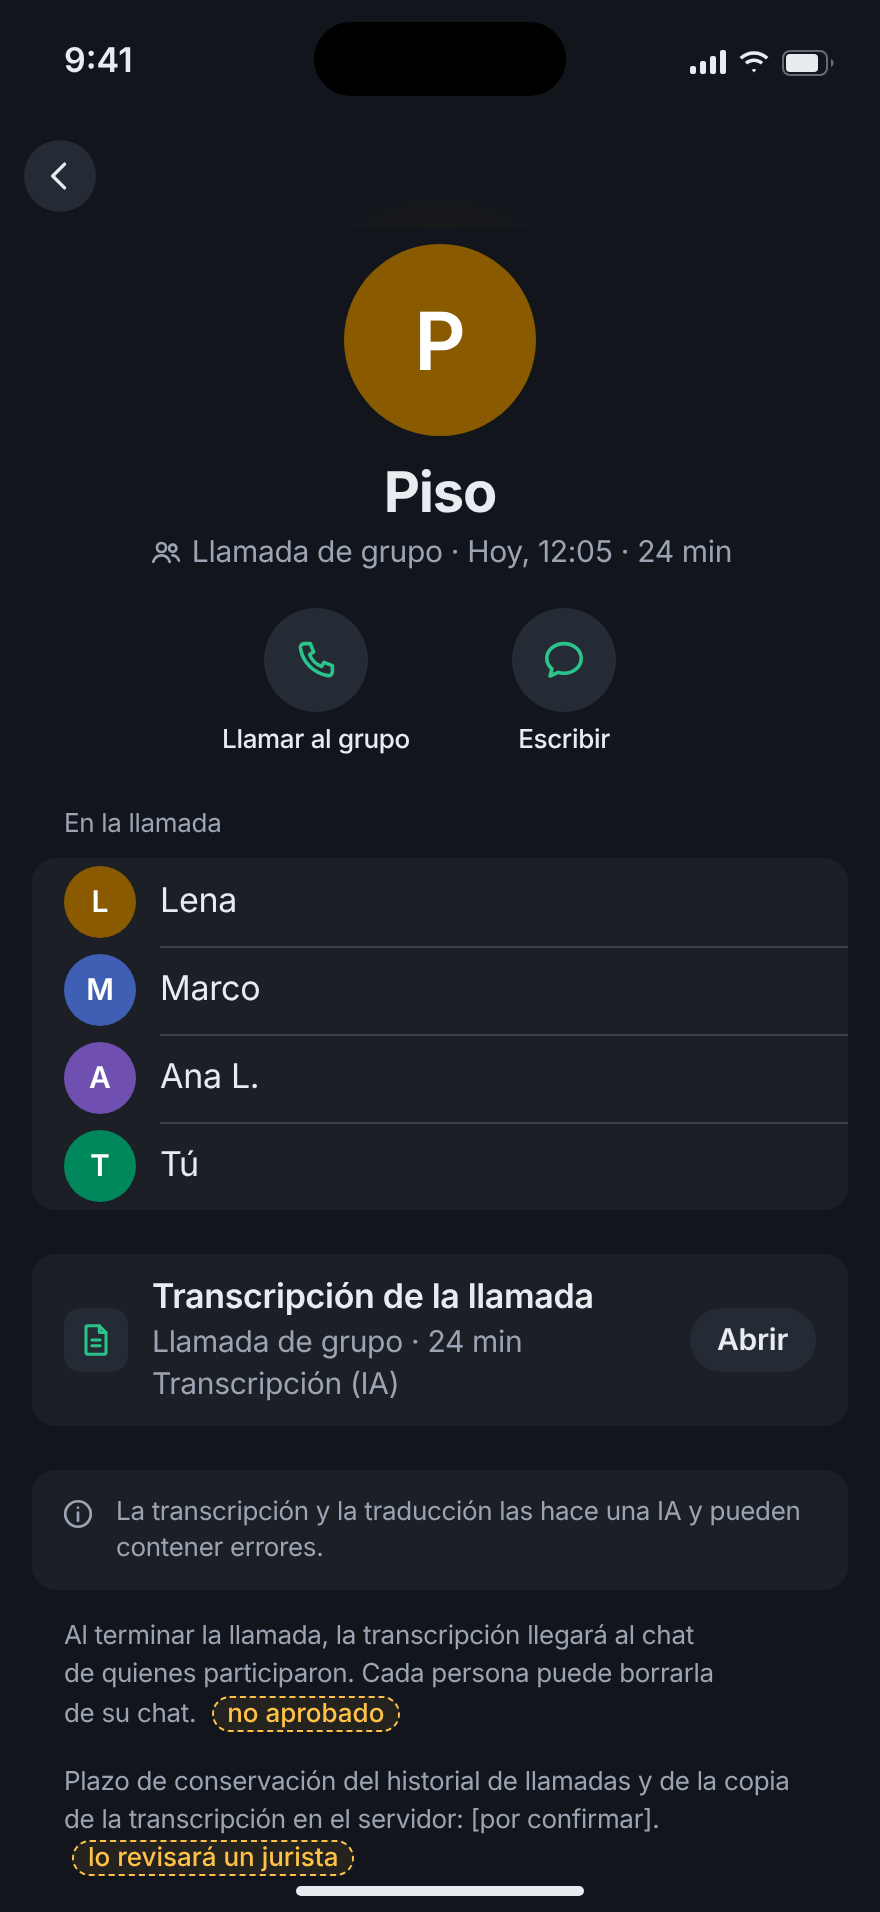 9:41
P
Piso
Llamada de grupo · Hoy, 12:05 · 24 min
Llamar al grupo
Escribir
En la llamada
L
Lena
M
Marco
A
Ana L.
T
Tú
Transcripción de la llamada
Llamada de grupo · 24 min
Transcripción (IA)
Abrir
La transcripción y la traducción las hace una IA y pueden
contener errores.
Al terminar la llamada, la transcripción llegará al chat
de quienes participaron. Cada persona puede borrarla
de su chat. no aprobado
Plazo de conservación del historial de llamadas y de la copia
de la transcripción en el servidor: [por confirmar].
lo revisará un jurista